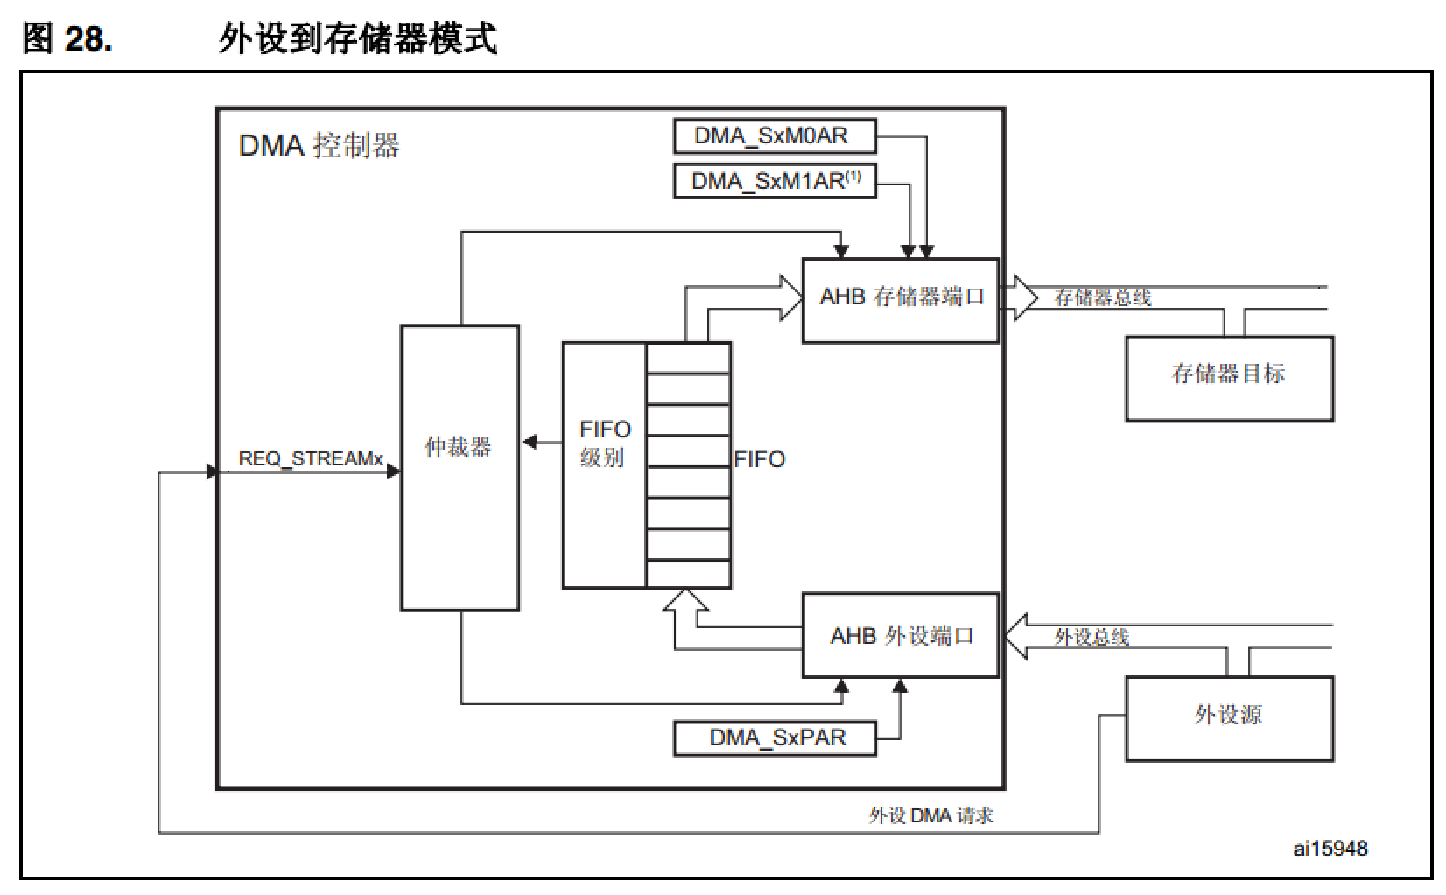 图 28. 外设到存储器模式
DMA 控制器
DMA_SxM0AR
DMA_SxM1AR(1)
AHB 存储器端口
存储器总线
存储器目标
仲裁器
FIFO
级别
FIFO
REQ_STREAMx
AHB 外设端口
外设总线
外设源
DMA_SxPAR
外设 DMA 请求
ai15948